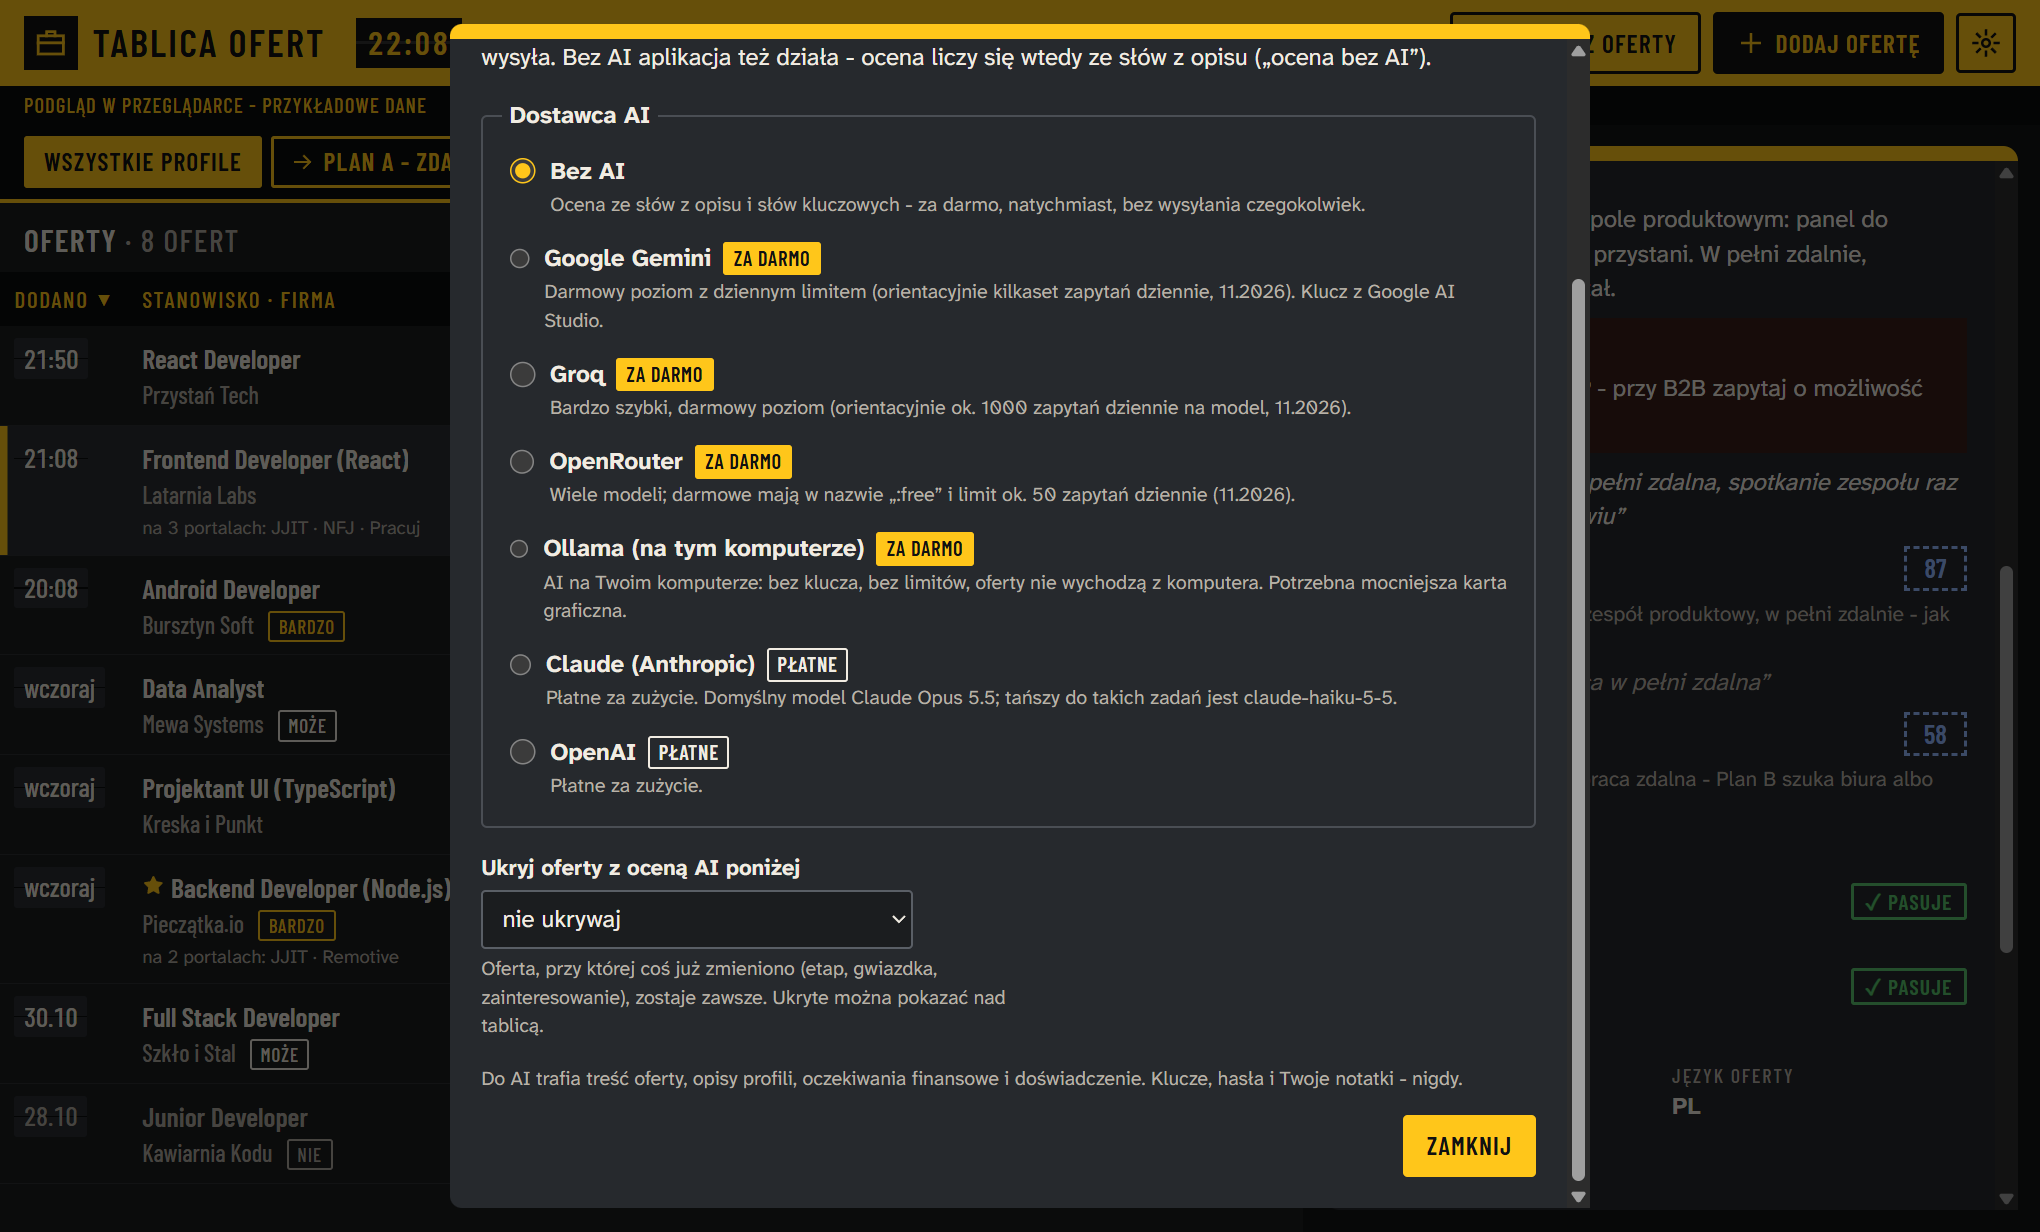 TABLICA OFERT
22:08
OFERTY
DODAJ OFERTĘ
PODGLĄD W PRZEGLĄDARCE - PRZYKŁADOWE DANE
WSZYSTKIE PROFILE
→ PLAN A - ZDA
OFERTY · 8 OFERT
DODANO ▼ STANOWISKO · FIRMA
21:50 React Developer
Przystań Tech
21:08 Frontend Developer (React)
Latarnia Labs
na 3 portalach: JJIT · NFJ · Pracuj
20:08 Android Developer
Bursztyn Soft BARDZO
wczoraj Data Analyst
Mewa Systems MOŻE
wczoraj Projektant UI (TypeScript)
Kreska i Punkt
wczoraj Backend Developer (Node.js)
Pieczątka.io BARDZO
na 2 portalach: JJIT · Remotive
30.10 Full Stack Developer
Szkło i Stal MOŻE
28.10 Junior Developer
Kawiarnia Kodu NIE
wysyła. Bez AI aplikacja też działa - ocena liczy się wtedy ze słów z opisu („ocena bez AI”).
Dostawca AI
Bez AI
Ocena ze słów z opisu i słów kluczowych - za darmo, natychmiast, bez wysyłania czegokolwiek.
Google Gemini ZA DARMO
Darmowy poziom z dziennym limitem (orientacyjnie kilkaset zapytań dziennie, 11.2026). Klucz z Google AI
Studio.
Groq ZA DARMO
Bardzo szybki, darmowy poziom (orientacyjnie ok. 1000 zapytań dziennie na model, 11.2026).
OpenRouter ZA DARMO
Wiele modeli; darmowe mają w nazwie „:free” i limit ok. 50 zapytań dziennie (11.2026).
Ollama (na tym komputerze) ZA DARMO
AI na Twoim komputerze: bez klucza, bez limitów, oferty nie wychodzą z komputera. Potrzebna mocniejsza karta
graficzna.
Claude (Anthropic) PŁATNE
Płatne za zużycie. Domyślny model Claude Opus 5.5; tańszy do takich zadań jest claude-haiku-5-5.
OpenAI PŁATNE
Płatne za zużycie.
Ukryj oferty z oceną AI poniżej
nie ukrywaj
Oferta, przy której coś już zmieniono (etap, gwiazdka,
zainteresowanie), zostaje zawsze. Ukryte można pokazać nad
tablicą.
Do AI trafia treść oferty, opisy profili, oczekiwania finansowe i doświadczenie. Klucze, hasła i Twoje notatki - nigdy.
ZAMKNIJ
pole produktowym: panel do
przystani. W pełni zdalnie,
ał.
- przy B2B zapytaj o możliwość
pełni zdalna, spotkanie zespołu raz
wiu”
87
zespół produktowy, w pełni zdalnie - jak
a w pełni zdalna”
58
raca zdalna - Plan B szuka biura albo
✓ PASUJE
✓ PASUJE
JĘZYK OFERTY
PL